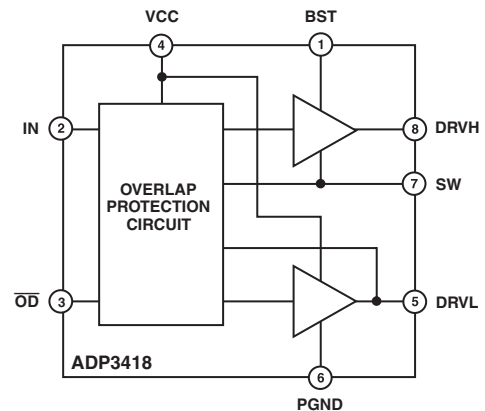 VCC
BST
4
1
IN
2
8
DRVH
7
SW
OVERLAP
PROTECTION
CIRCUIT
OD
3
5
DRVL
ADP3418
6
PGND